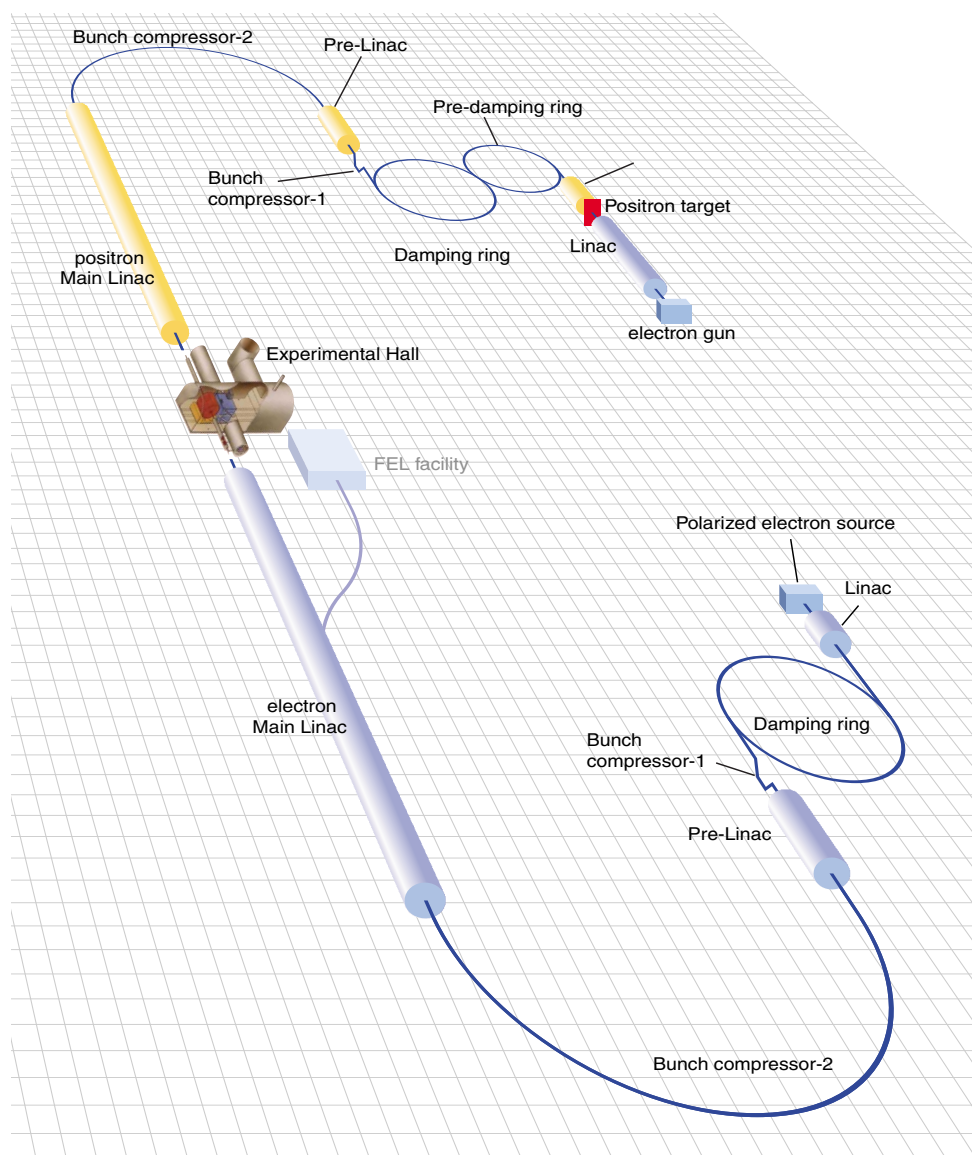 Bunch compressor-2
Pre-Linac
Pre-damping ring
Bunch
compressor-1
Positron target
Damping ring
Linac
positron
Main Linac
electron gun
Experimental Hall
FEL facility
Polarized electron source
Linac
electron
Main Linac
Damping ring
Bunch
compressor-1
Pre-Linac
Bunch compressor-2